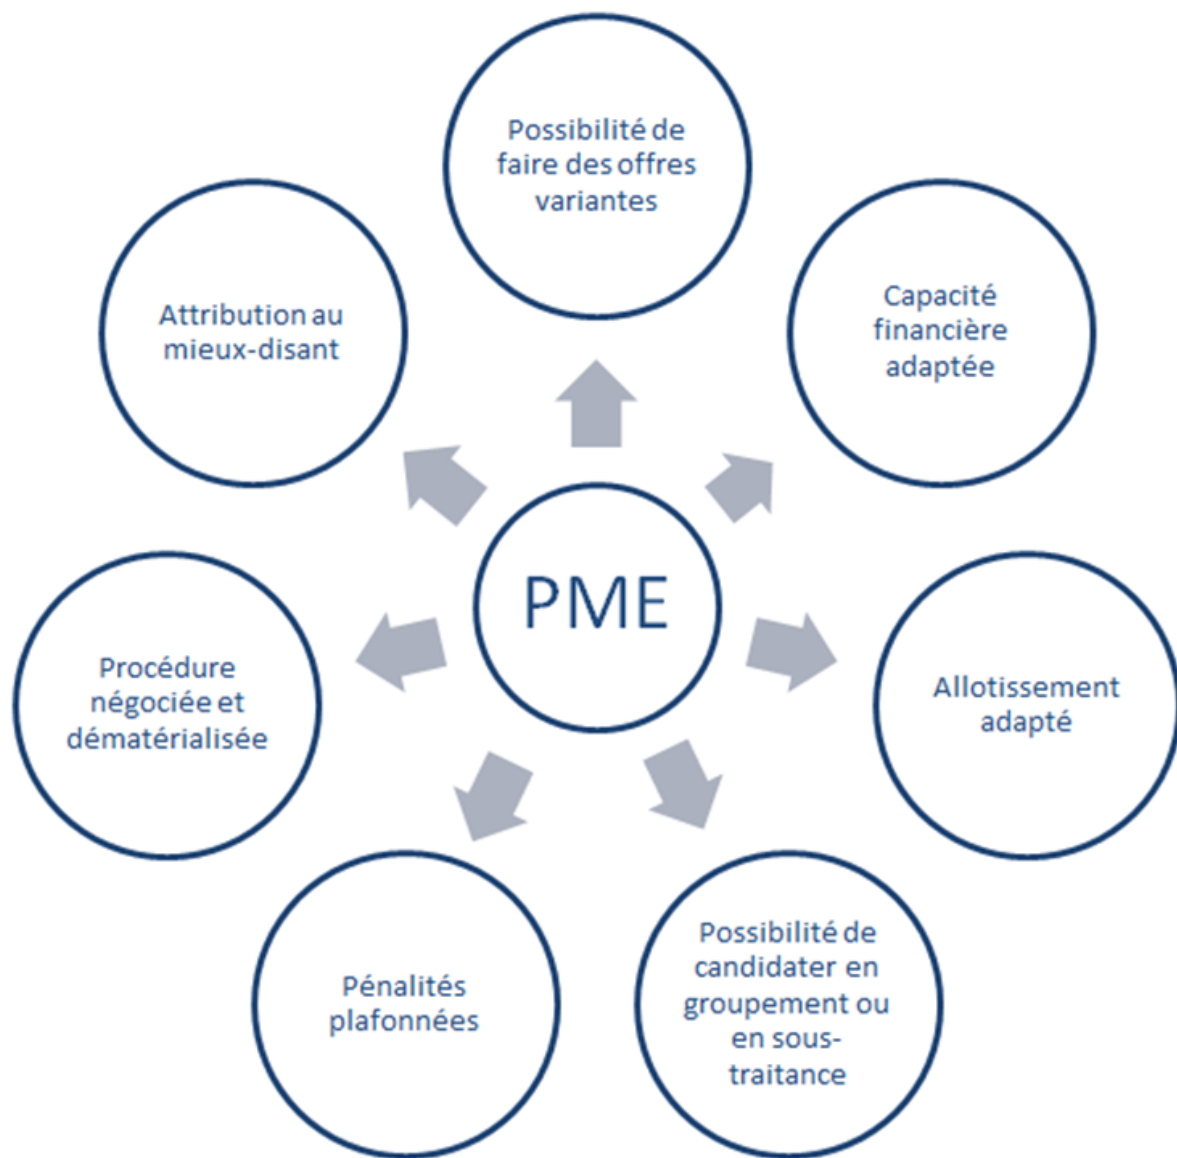 Possibilité de
faire des offres
variantes
Capacité
financière
adaptée
Allotissement
adapté
Possibilité de
candidater en
groupement ou
en sous-
traitance
Pénalités
plafonnées
Procédure
négociée et
dématérialisée
Attribution au
mieux-disant
PME